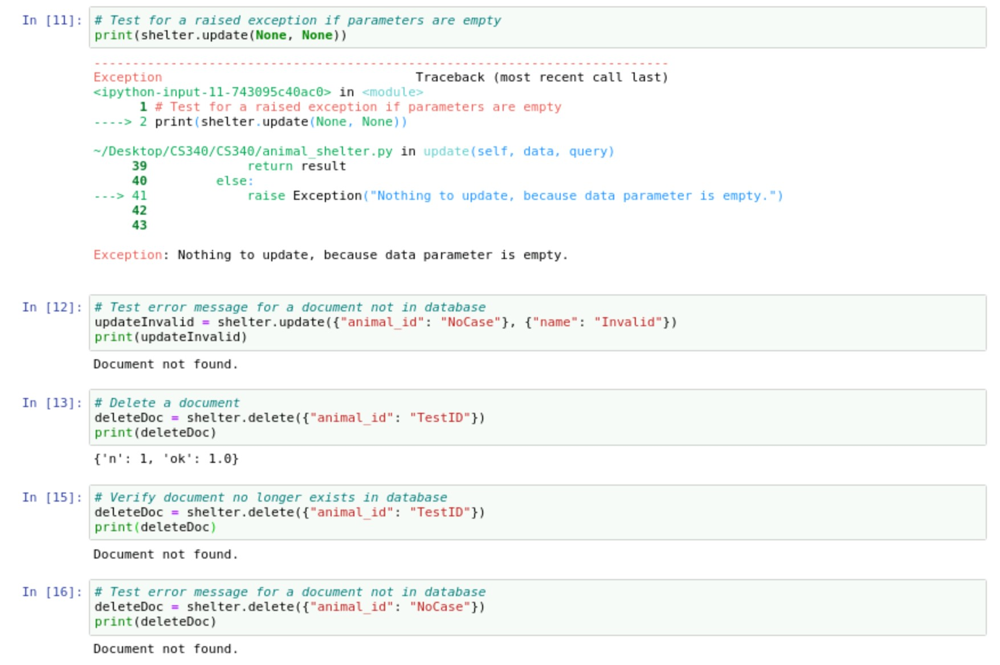 In [11]: # Test for a raised exception if parameters are empty
print(shelter.update(None, None))
---------------------------------------------------------------------------
Exception                                 Traceback (most recent call last)
<ipython-input-11-743095c40ac0> in <module>
      1 # Test for a raised exception if parameters are empty
----> 2 print(shelter.update(None, None))
~/Desktop/CS340/CS340/animal_shelter.py in update(self, data, query)
     39             return result
     40         else:
---> 41             raise Exception("Nothing to update, because data parameter is empty.")
     42
     43
Exception: Nothing to update, because data parameter is empty.
In [12]: # Test error message for a document not in database
updateInvalid = shelter.update({"animal_id": "NoCase"}, {"name": "Invalid"})
print(updateInvalid)
Document not found.
In [13]: # Delete a document
deleteDoc = shelter.delete({"animal_id": "TestID"})
print(deleteDoc)
{'n': 1, 'ok': 1.0}
In [15]: # Verify document no longer exists in database
deleteDoc = shelter.delete({"animal_id": "TestID"})
print(deleteDoc)
Document not found.
In [16]: # Test error message for a document not in database
deleteDoc = shelter.delete({"animal_id": "NoCase"})
print(deleteDoc)
Document not found.